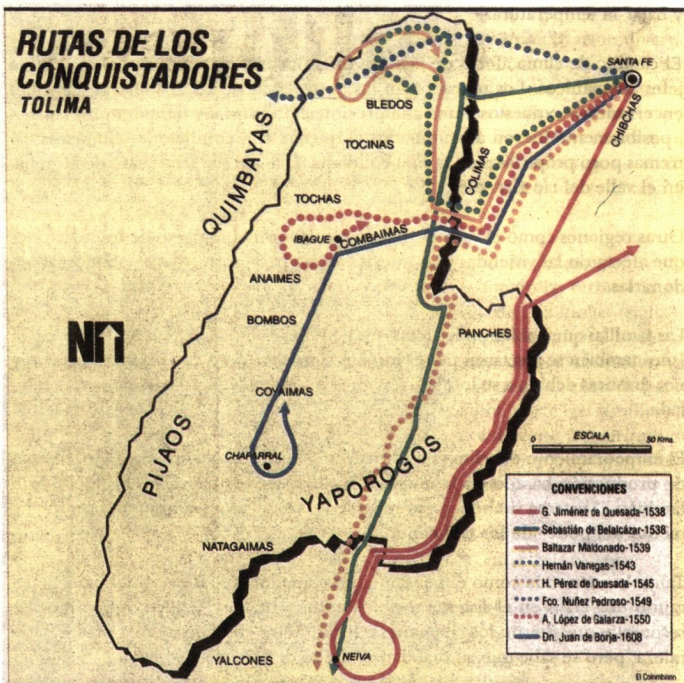 RUTAS DE LOS
CONQUISTADORES
TOLIMA
SANTA FE
CHIBCHAS
BLEDOS
TOCINAS
QUIMBAYAS
COLIMAS
TOCHAS
IBAGUE
COMBAIMAS
ANAIMES
BOMBOS
N
PANCHES
COYAIMAS
CHAPARRAL
PIJAOS
YAPOROGOS
NATAGAIMAS
YALCONES
NEIVA
ESCALA
0 50 Kms.
CONVENCIONES
G. Jiménez de Quesada-1538
Sebastián de Belalcázar-1538
Baltazar Maldonado-1539
Hernán Vanegas-1543
H. Pérez de Quesada-1545
Fco. Nuñez Pedroso-1549
A. López de Galarza-1550
Dn. Juan de Borja-1608
El Colombiano